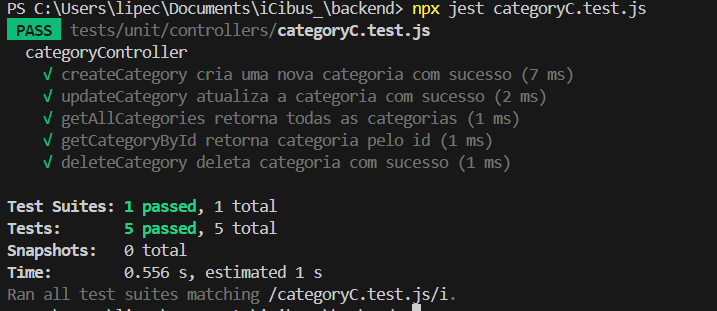 PS C:\Users\lipec\Documents\iCibus_\backend> npx jest categoryC.test.js
PASS tests/unit/controllers/categoryC.test.js
categoryController
√ createCategory cria uma nova categoria com sucesso (7 ms)
√ updateCategory atualiza a categoria com sucesso (2 ms)
√ getAllCategories retorna todas as categorias (1 ms)
√ getCategoryById retorna categoria pelo id (1 ms)
√ deleteCategory deleta categoria com sucesso (1 ms)
Test Suites: 1 passed, 1 total
Tests: 5 passed, 5 total
Snapshots: 0 total
Time: 0.556 s, estimated 1 s
Ran all test suites matching /categoryC.test.js/i.